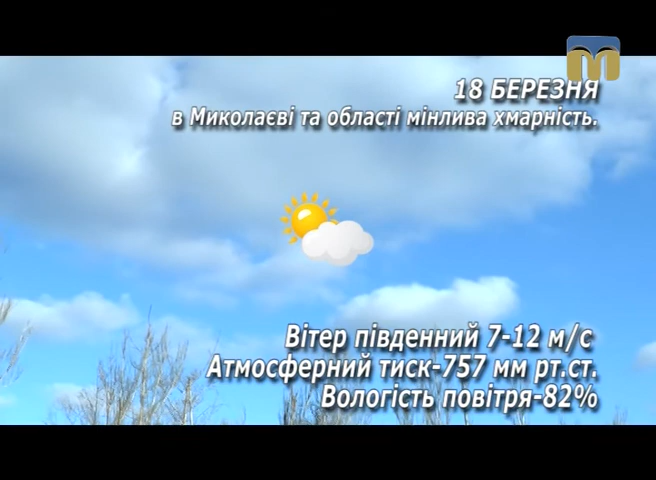 18 БЕРЕЗНЯ
в Миколаєві та області мінлива хмарність.
Вітер південний 7-12 м/с
Атмосферний тиск-757 мм рт.ст.
Вологість повітря-82%